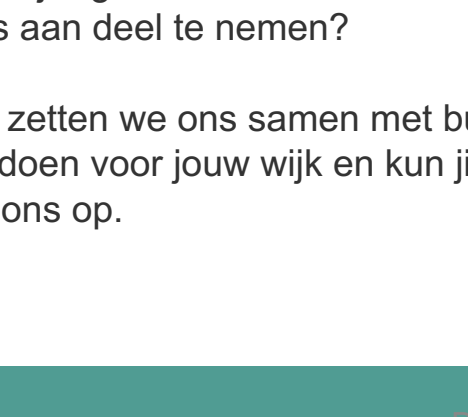 s aan deel te nemen?
zetten we ons samen met bu
doen voor jouw wijk en kun ji
ons op.